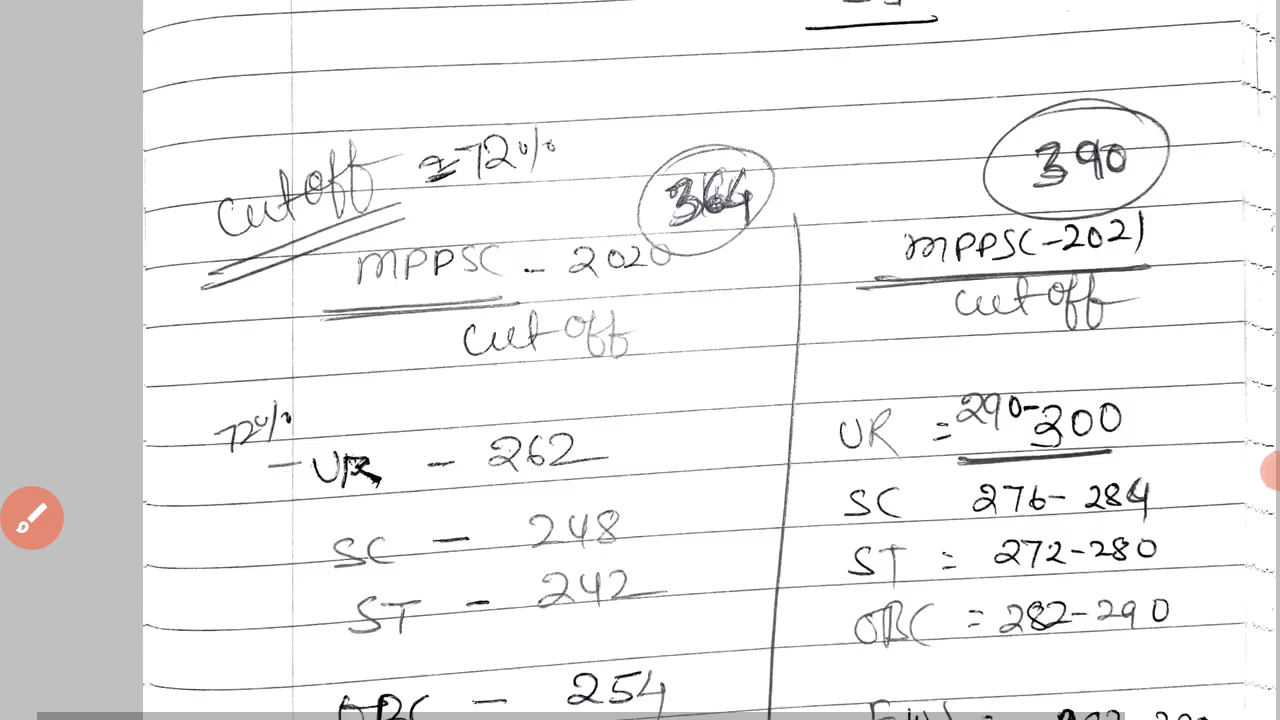 cutoff = 72%
364
MPPSC - 2020
cut off
72%
- UR - 262
SC - 248
ST - 242
OBC - 254
390
MPPSC - 2021
cut off
UR = 290-300
SC 276-284
ST = 272-280
OBC = 282-290